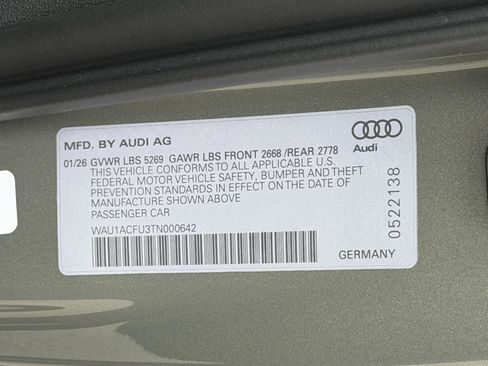 MFD. BY AUDI AG
Audi
01/26 GVWR LBS 5269 GAWR LBS FRONT 2668 /REAR 2778
THIS VEHICLE CONFORMS TO ALL APPLICABLE U.S.
FEDERAL MOTOR VEHICLE SAFETY, BUMPER AND THEFT
PREVENTION STANDARDS IN EFFECT ON THE DATE OF
MANUFACTURE SHOWN ABOVE
PASSENGER CAR
WAU1ACFU3TN000642
GERMANY
0522138